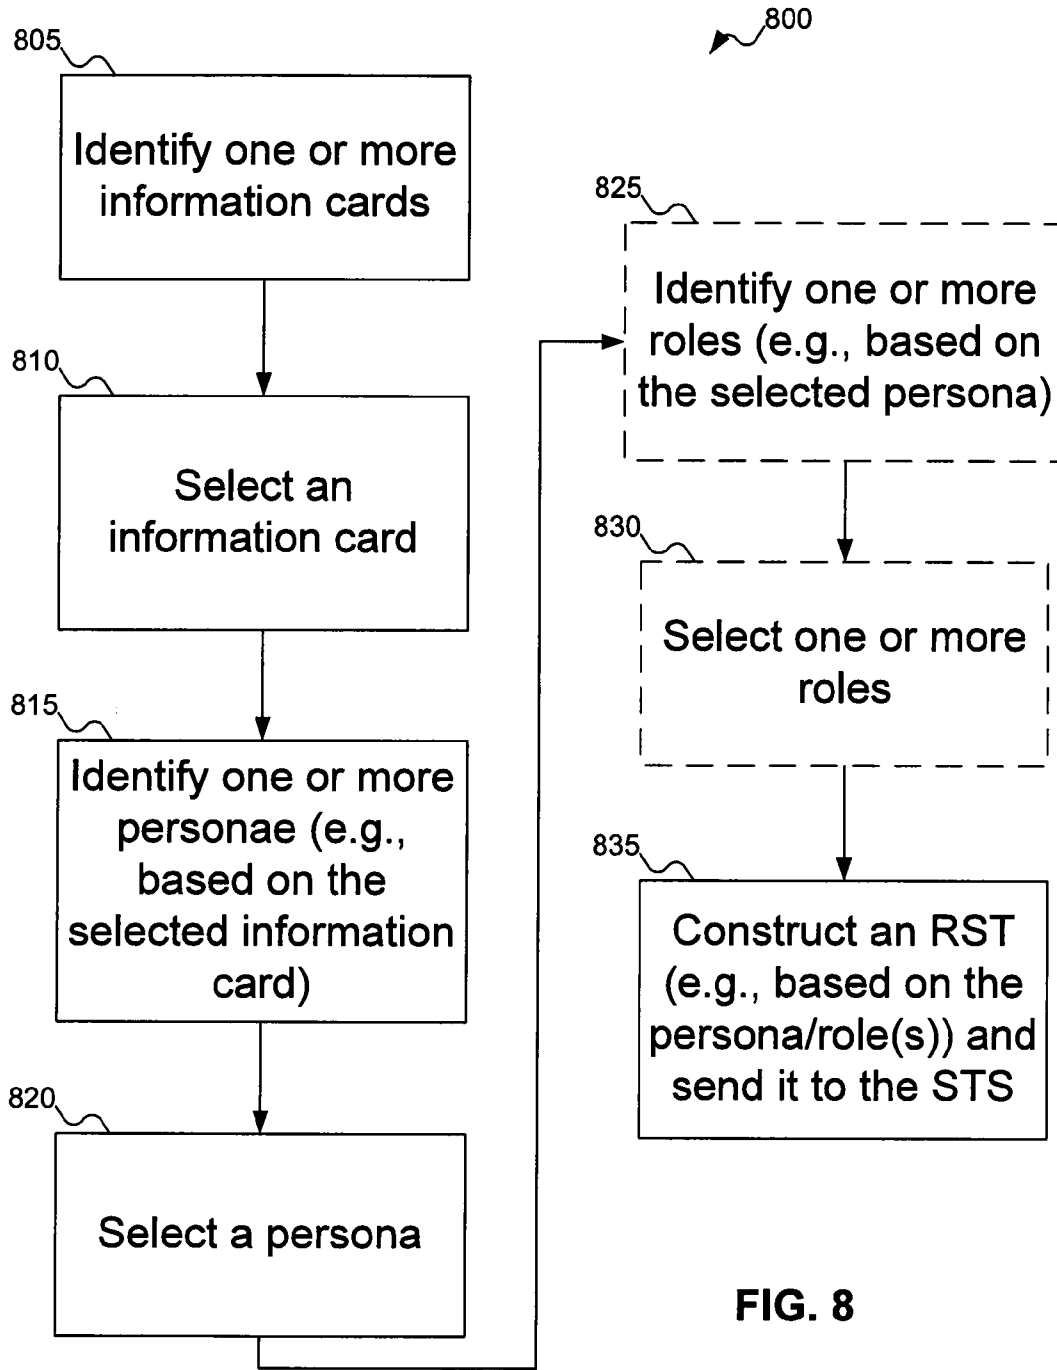 800
805
Identify one or more
information cards
810
Select an
information card
815
Identify one or more
personae (e.g.,
based on the
selected information
card)
820
Select a persona
825
Identify one or more
roles (e.g., based on
the selected persona)
830
Select one or more
roles
835
Construct an RST
(e.g., based on the
persona/role(s)) and
send it to the STS
FIG. 8